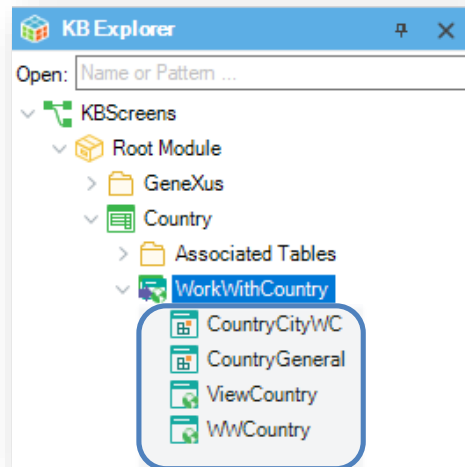 KB Explorer
Open: Name or Pattern ...
KBScreens
Root Module
GeneXus
Country
Associated Tables
WorkWithCountry
CountryCityWC
CountryGeneral
ViewCountry
WWCountry